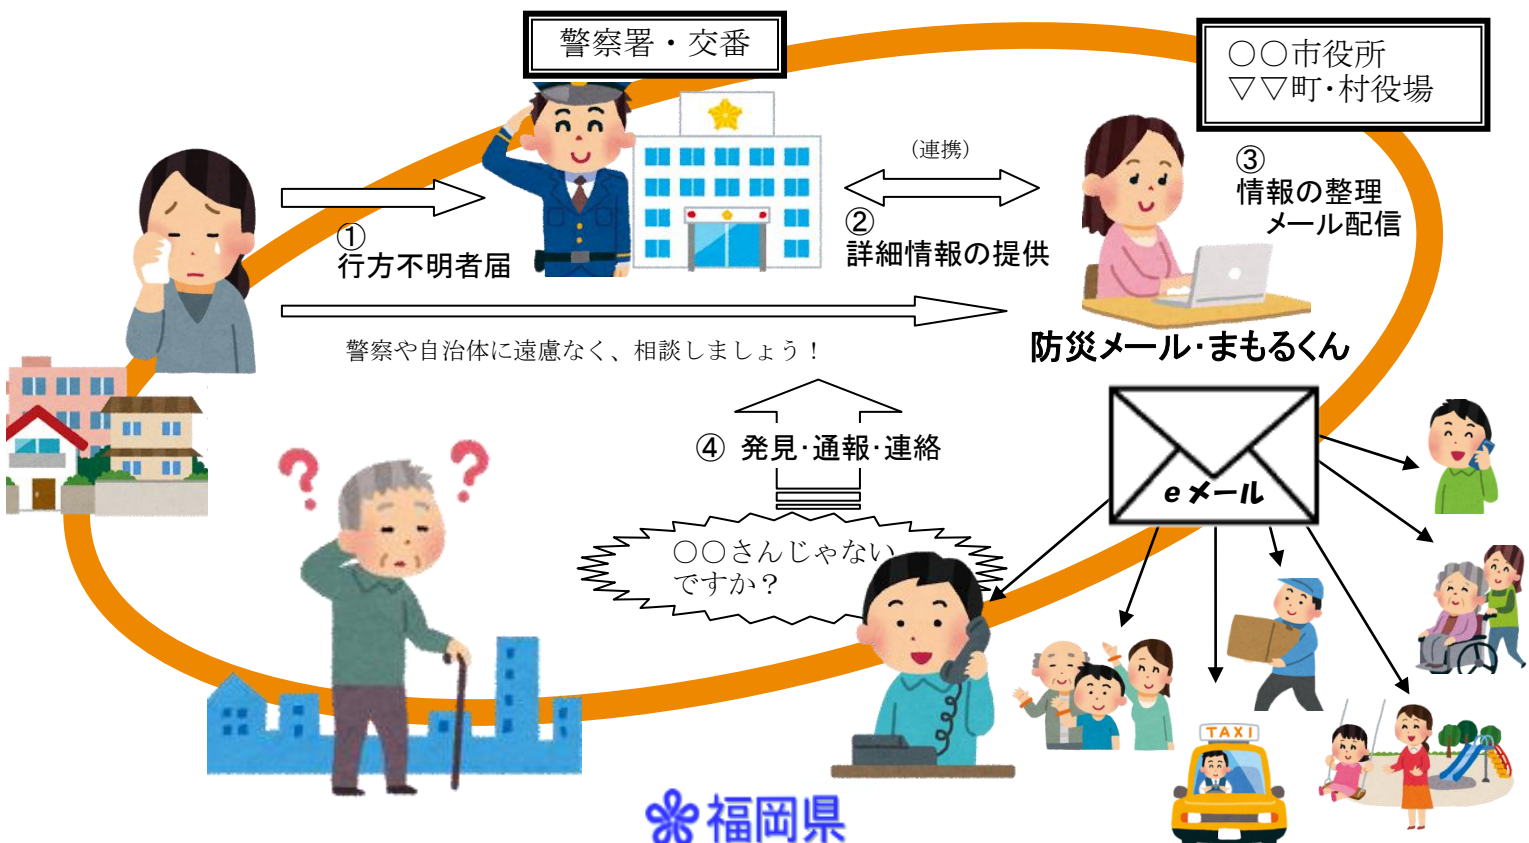 警察署・交番
○○市役所
▽▽町・村役場
(連携)
①
行方不明者届
②
詳細情報の提供
③
情報の整理
メール配信
警察や自治体に遠慮なく、相談しましょう!
防災メール・まもるくん
④ 発見・通報・連絡
eメール
○○さんじゃない
ですか?
TAXI
福岡県